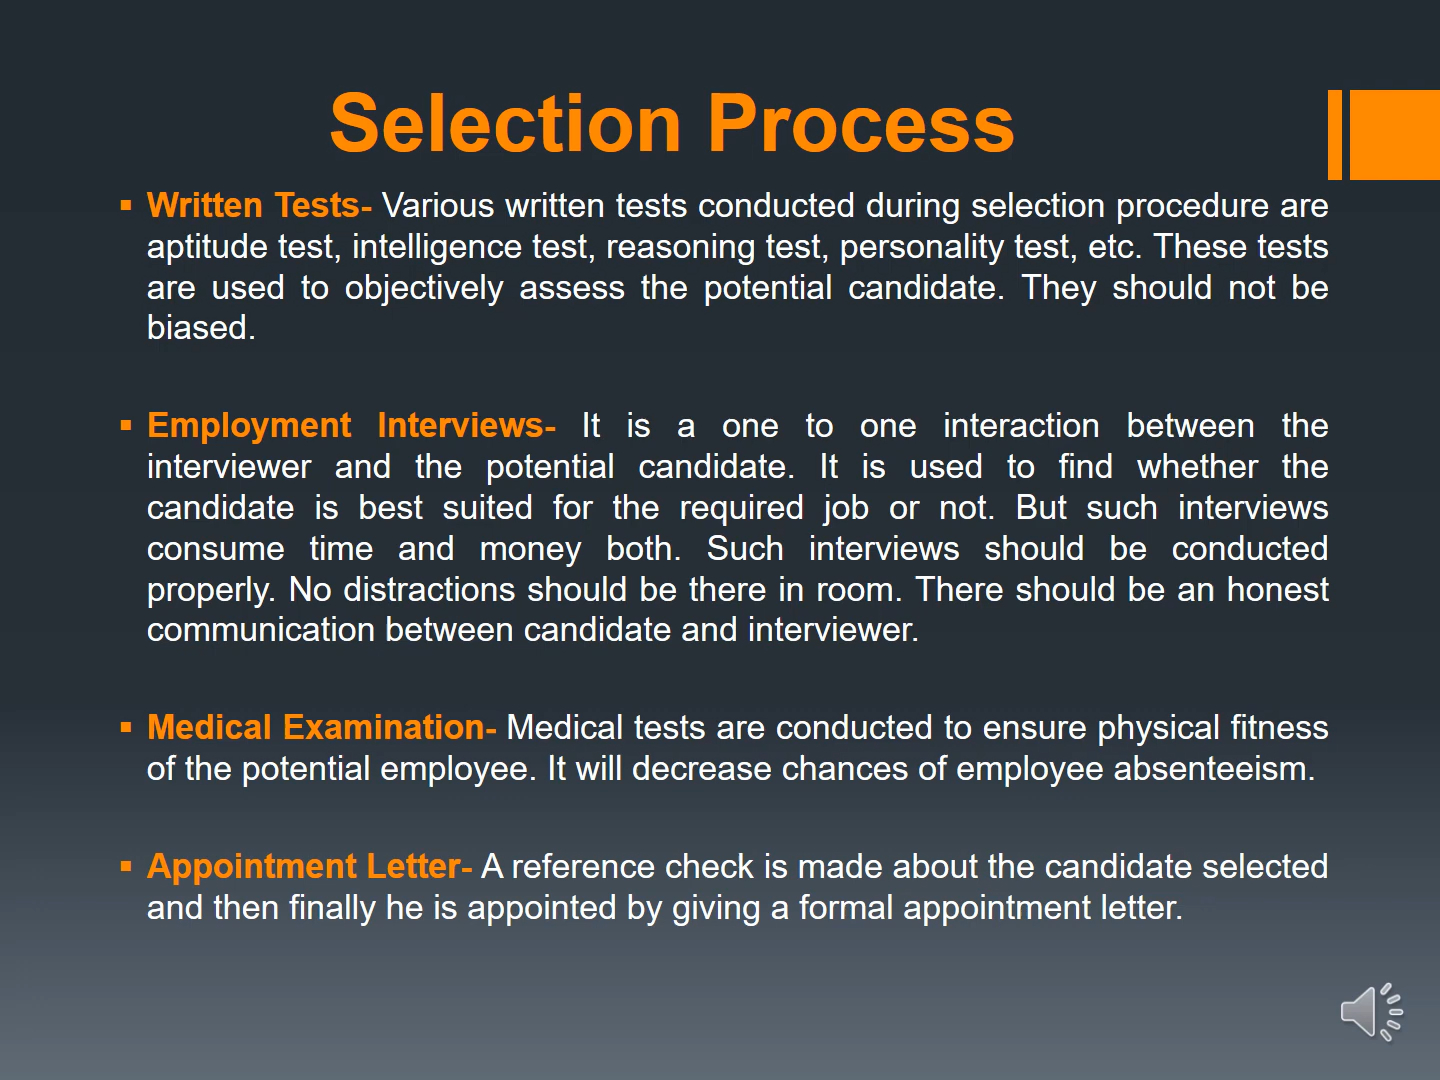 Selection Process
Written Tests- Various written tests conducted during selection procedure are
aptitude test, intelligence test, reasoning test, personality test, etc. These tests
are used to objectively assess the potential candidate. They should not be
biased.
Employment Interviews- It is a one to one interaction between the
interviewer and the potential candidate. It is used to find whether the
candidate is best suited for the required job or not. But such interviews
consume time and money both. Such interviews should be conducted
properly. No distractions should be there in room. There should be an honest
communication between candidate and interviewer.
Medical Examination- Medical tests are conducted to ensure physical fitness
of the potential employee. It will decrease chances of employee absenteeism.
Appointment Letter- A reference check is made about the candidate selected
and then finally he is appointed by giving a formal appointment letter.